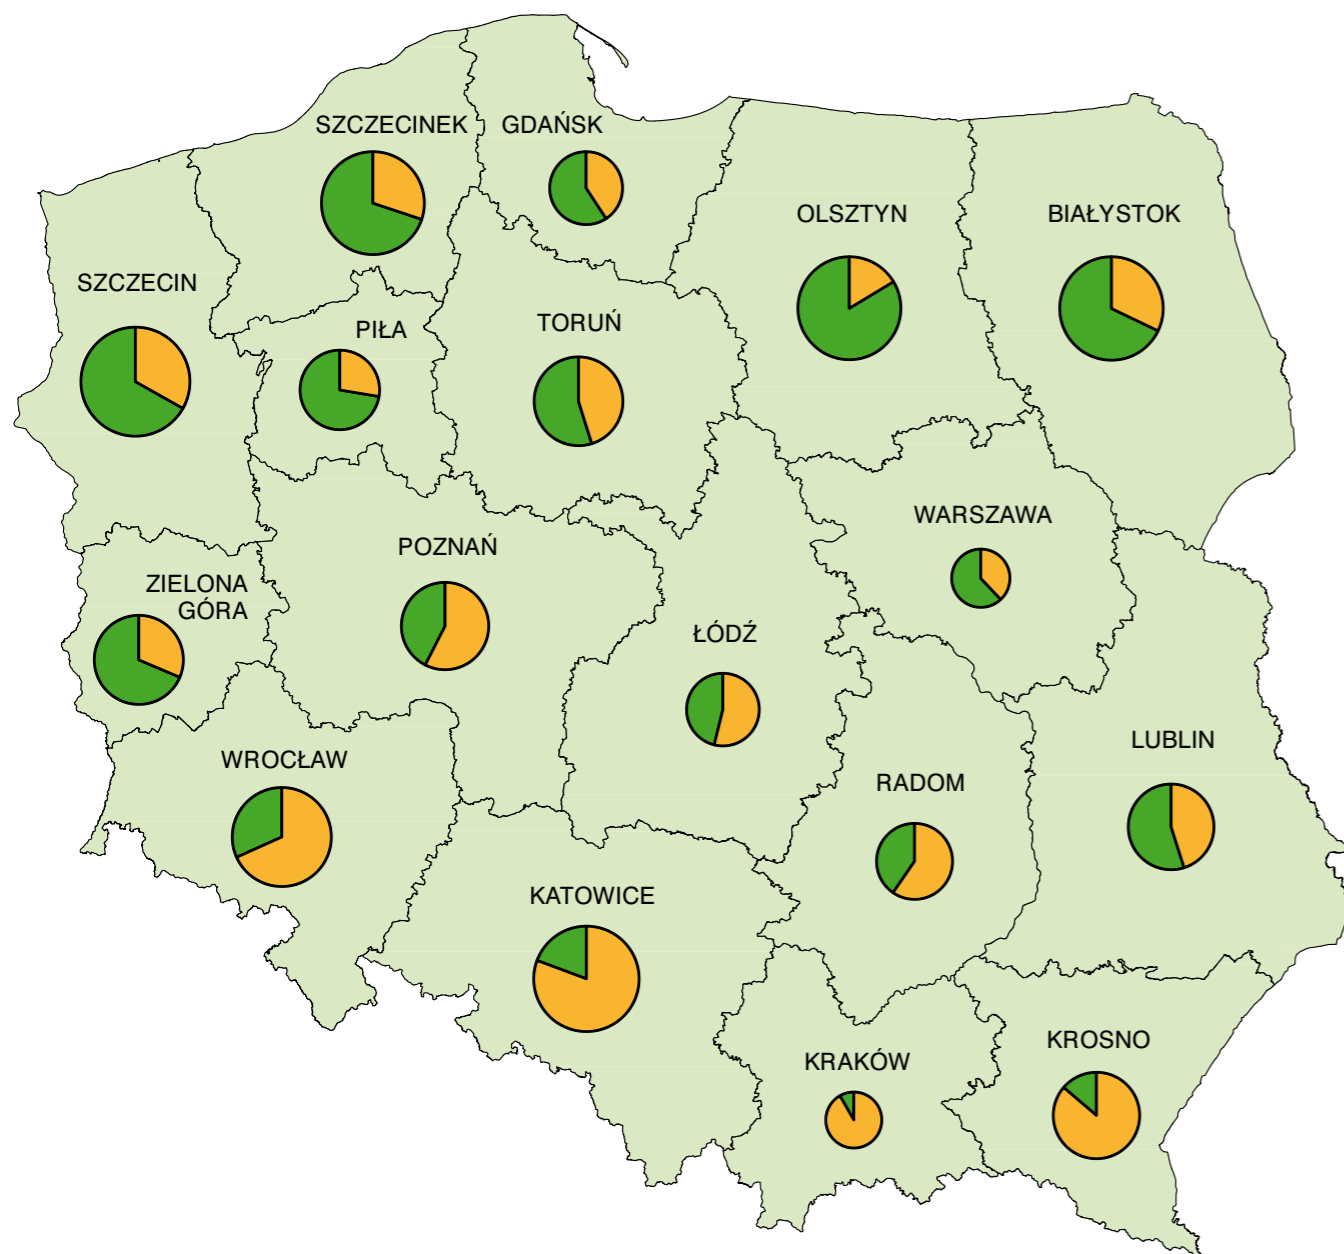 SZCZECINEK
GDAŃSK
OLSZTYN
BIAŁYSTOK
SZCZECIN
PIŁA
TORUŃ
WARSZAWA
POZNAŃ
ZIELONA
GÓRA
ŁÓDŹ
LUBLIN
WROCŁAW
RADOM
KATOWICE
KROSNO
KRAKÓW